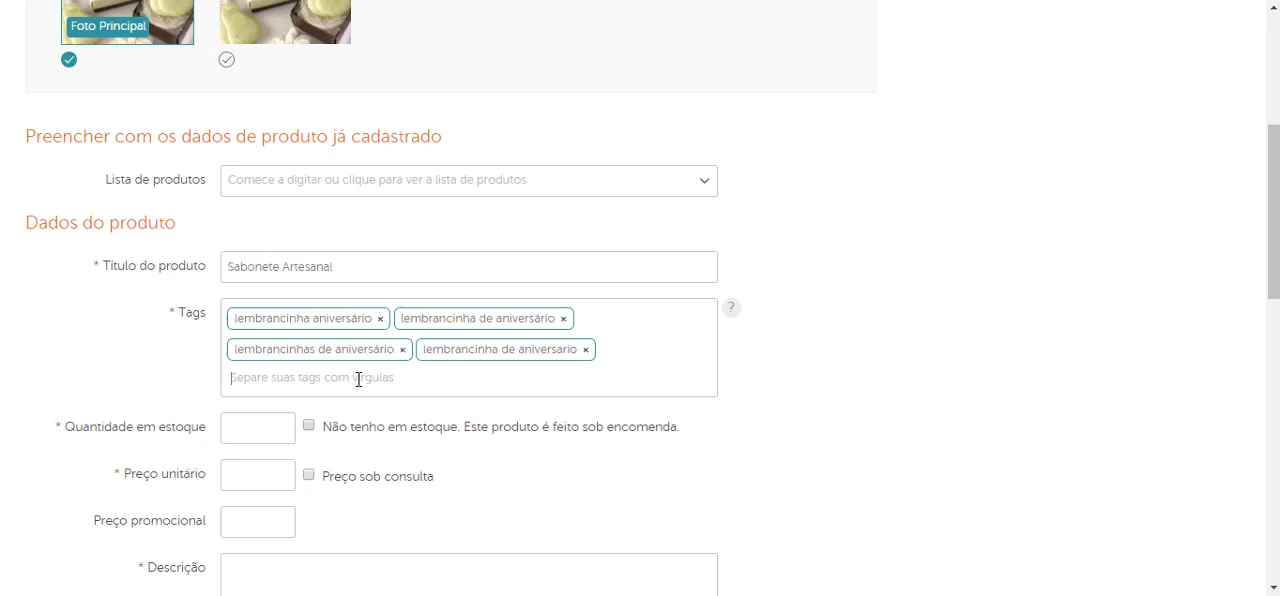 Foto Principal
Preencher com os dados de produto já cadastrado
Lista de produtos Comece a digitar ou clique para ver a lista de produtos
Dados do produto
* Título do produto Sabonete Artesanal
* Tags lembrancinha aniversário × lembrancinha de aniversário × ?
lembrancinhas de aniversário × lembrancinha de aniversario ×
Separe suas tags com vírgulas
* Quantidade em estoque Não tenho em estoque. Este produto é feito sob encomenda.
* Preço unitário Preço sob consulta
Preço promocional
* Descrição